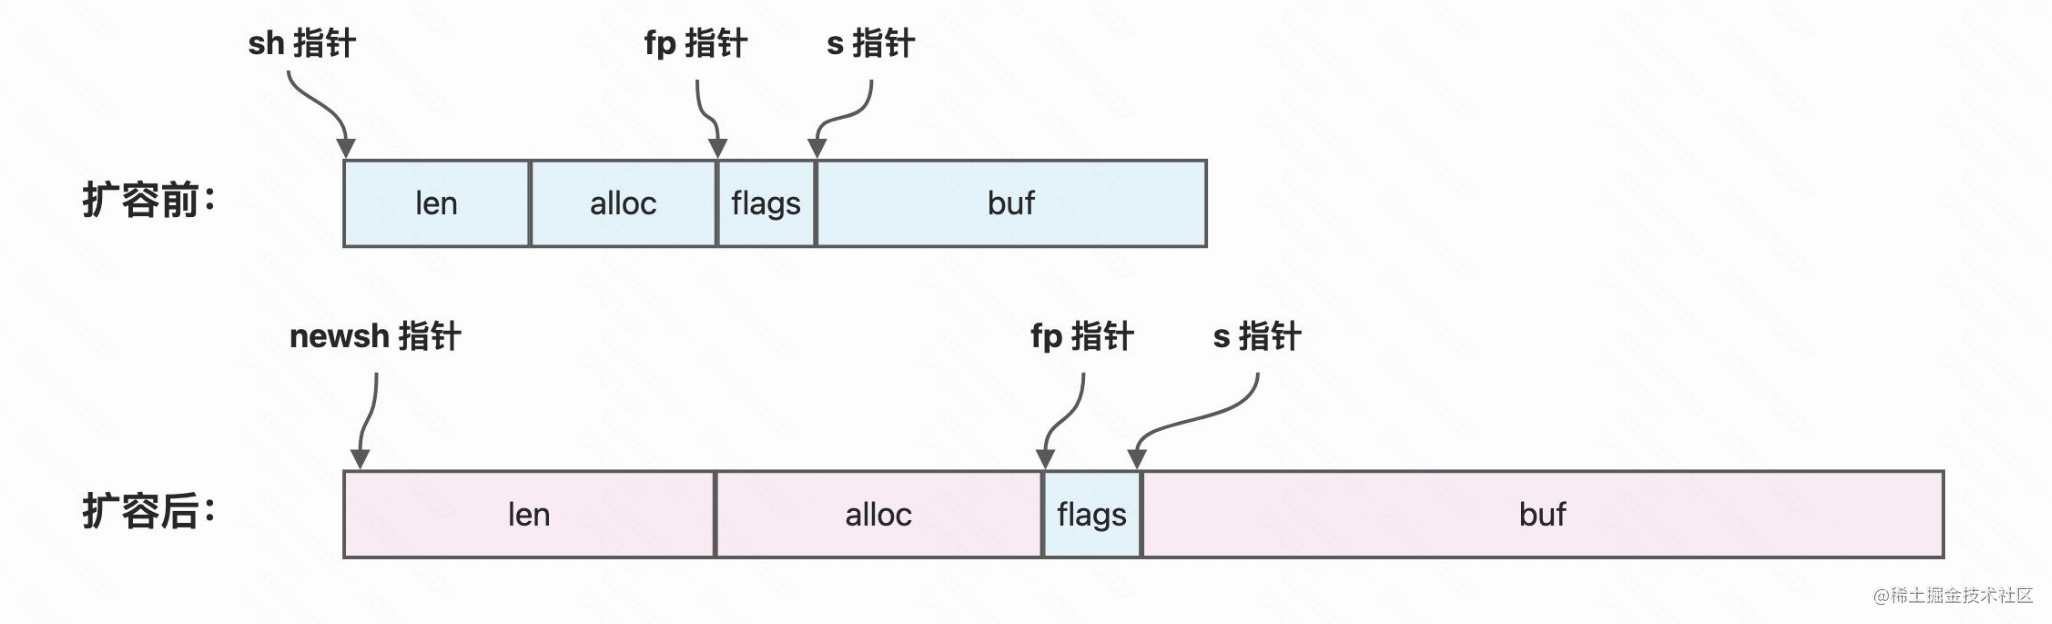 sh 指针 fp 指针 s 指针
扩容前： len alloc flags buf
newsh 指针 fp 指针 s 指针
扩容后： len alloc flags buf
@稀土掘金技术社区